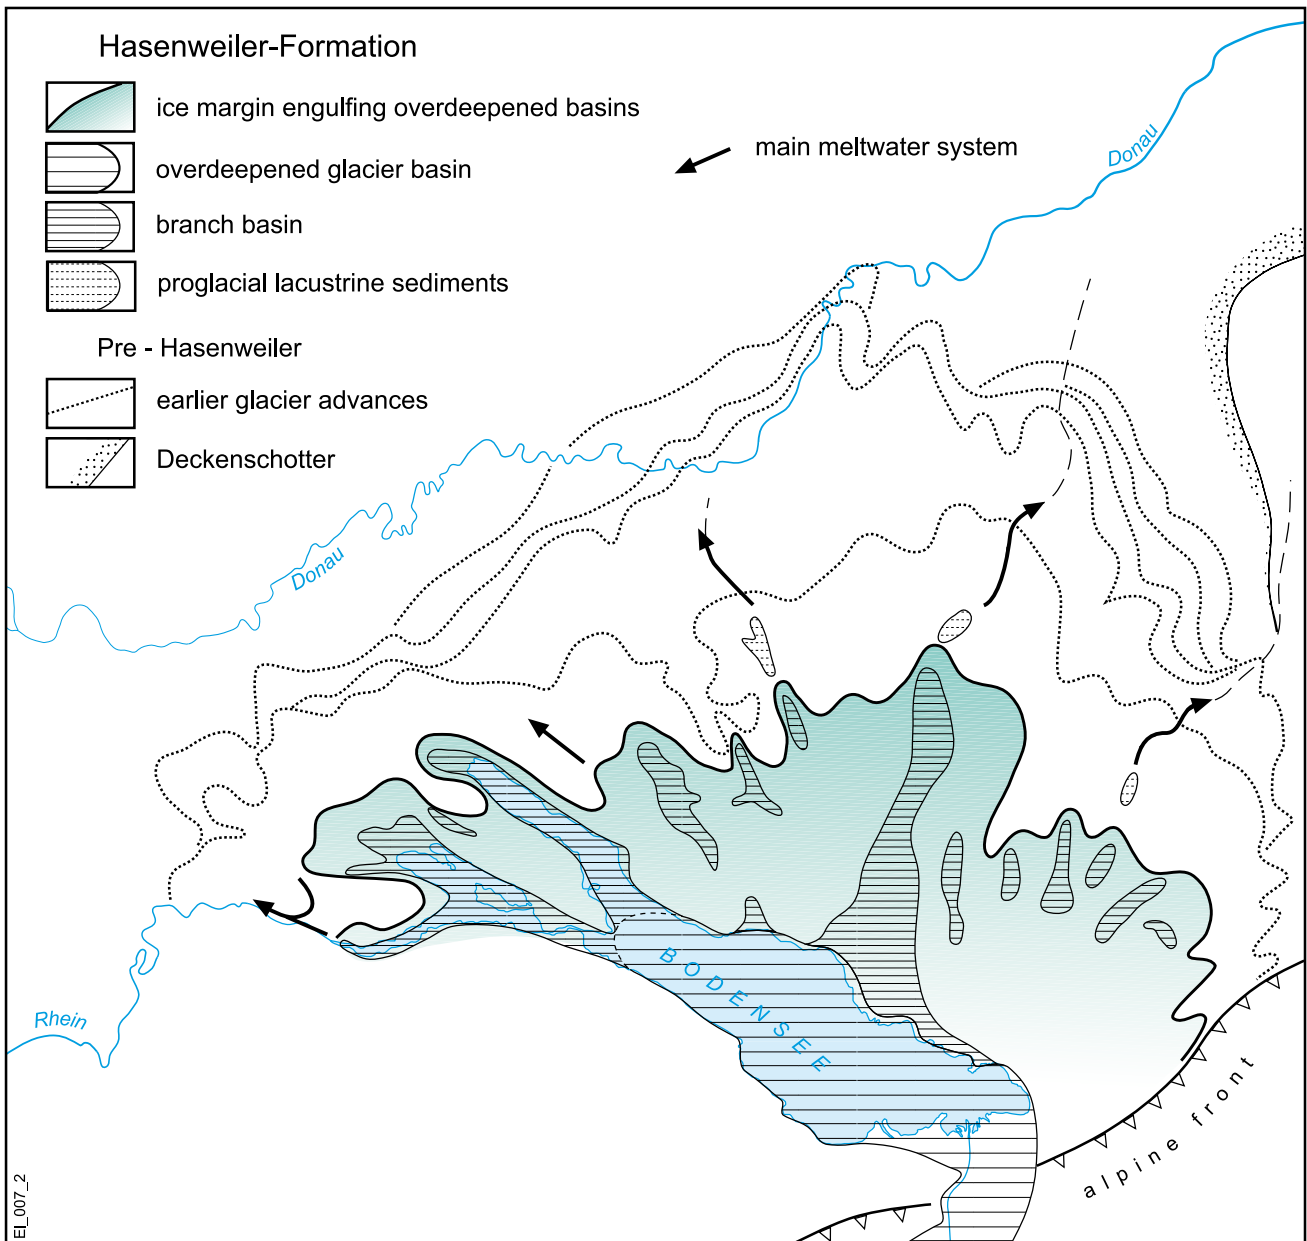 Hasenweiler-Formation
ice margin engulfing overdeepened basins
overdeepened glacier basin
branch basin
proglacial lacustrine sediments
Pre - Hasenweiler
earlier glacier advances
Deckenschotter
main meltwater system
Donau
Donau
Rhein
BODENSEE
alpine front
EI_007_2